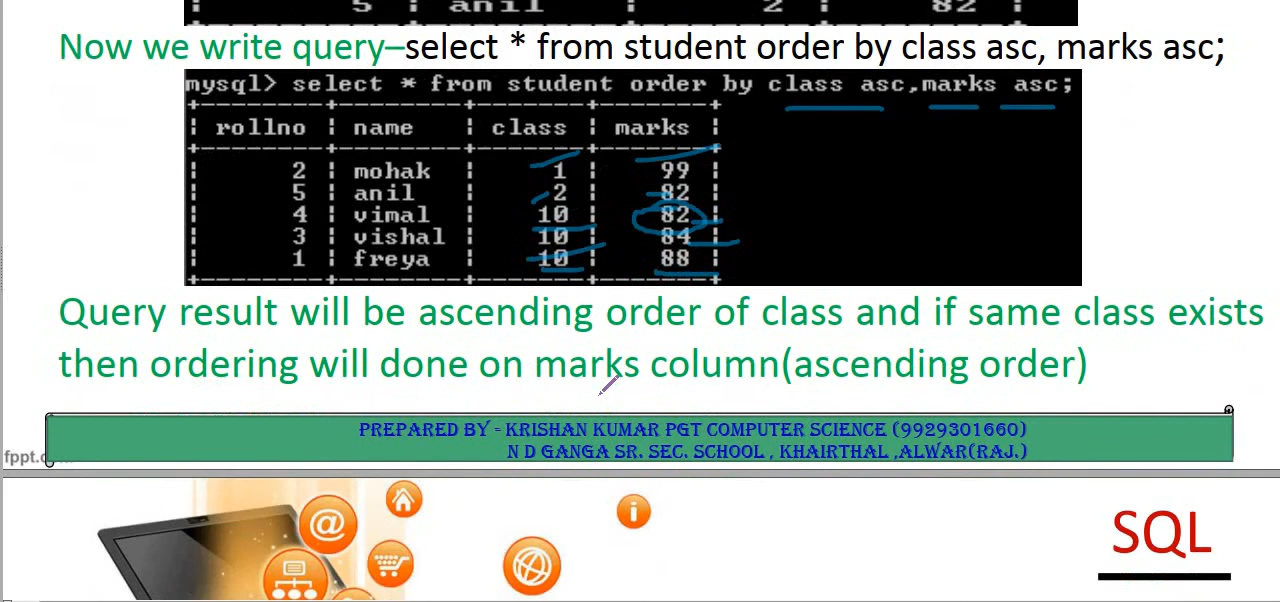 5 | anil | 2 | 82 |
Now we write query–select * from student order by class asc, marks asc;
mysql> select * from student order by class asc,marks asc;
| rollno | name | class | marks |
| 2 | mohak | 1 | 99 |
| 5 | anil | 2 | 82 |
| 4 | vimal | 10 | 82 |
| 3 | vishal | 10 | 84 |
| 1 | freya | 10 | 88 |
Query result will be ascending order of class and if same class exists
then ordering will done on marks column(ascending order)
PREPARED BY - KRISHAN KUMAR PGT COMPUTER SCIENCE (9929301660)
N D GANGA SR. SEC. SCHOOL , KHAIRTHAL ,ALWAR(RAJ.)
SQL